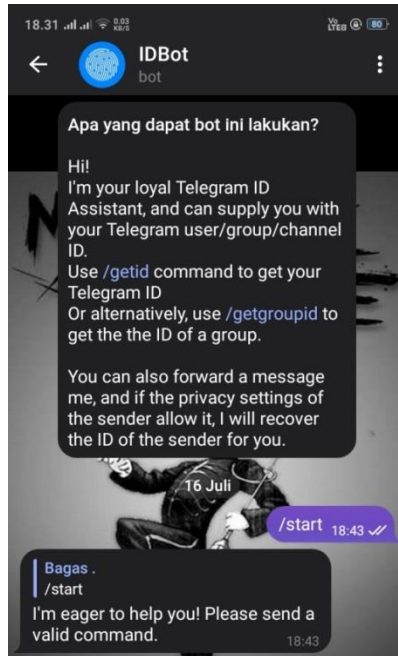 18.31 0.03 KB/S Vo LTE 80
IDBot
bot
Apa yang dapat bot ini lakukan?
Hi!
I'm your loyal Telegram ID
Assistant, and can supply you with
your Telegram user/group/channel
ID.
Use /getid command to get your
Telegram ID
Or alternatively, use /getgroupid to
get the the ID of a group.
You can also forward a message
me, and if the privacy settings of
the sender allow it, I will recover
the ID of the sender for you.
16 Juli
/start 18:43
Bagas .
/start
I'm eager to help you! Please send a
valid command. 18:43